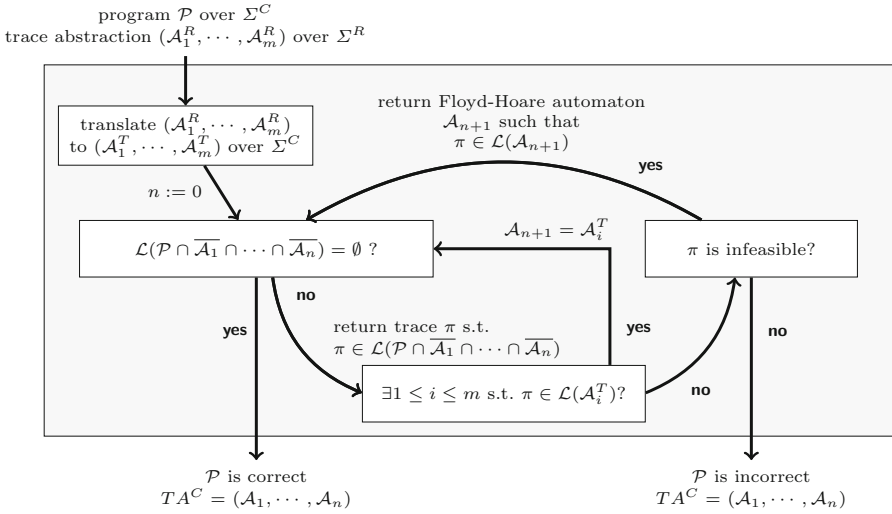 program 𝒫 over Σ^C
trace abstraction (𝒜_1^R, ⋯ , 𝒜_m^R) over Σ^R
translate (𝒜_1^R, ⋯ , 𝒜_m^R)
to (𝒜_1^T, ⋯ , 𝒜_m^T) over Σ^C
n := 0
return Floyd-Hoare automaton
𝒜_{n+1} such that
π ∈ ℒ(𝒜_{n+1})
yes
ℒ(𝒫 ∩ \overline{𝒜_1} ∩ ⋯ ∩ \overline{𝒜_n}) = ∅ ?
𝒜_{n+1} = 𝒜_i^T
π is infeasible?
no
yes
return trace π s.t.
π ∈ ℒ(𝒫 ∩ \overline{𝒜_1} ∩ ⋯ ∩ \overline{𝒜_n})
yes
no
∃1 ≤ i ≤ m s.t. π ∈ ℒ(𝒜_i^T)?
no
𝒫 is correct
TA^C = (𝒜_1, ⋯ , 𝒜_n)
𝒫 is incorrect
TA^C = (𝒜_1, ⋯ , 𝒜_n)